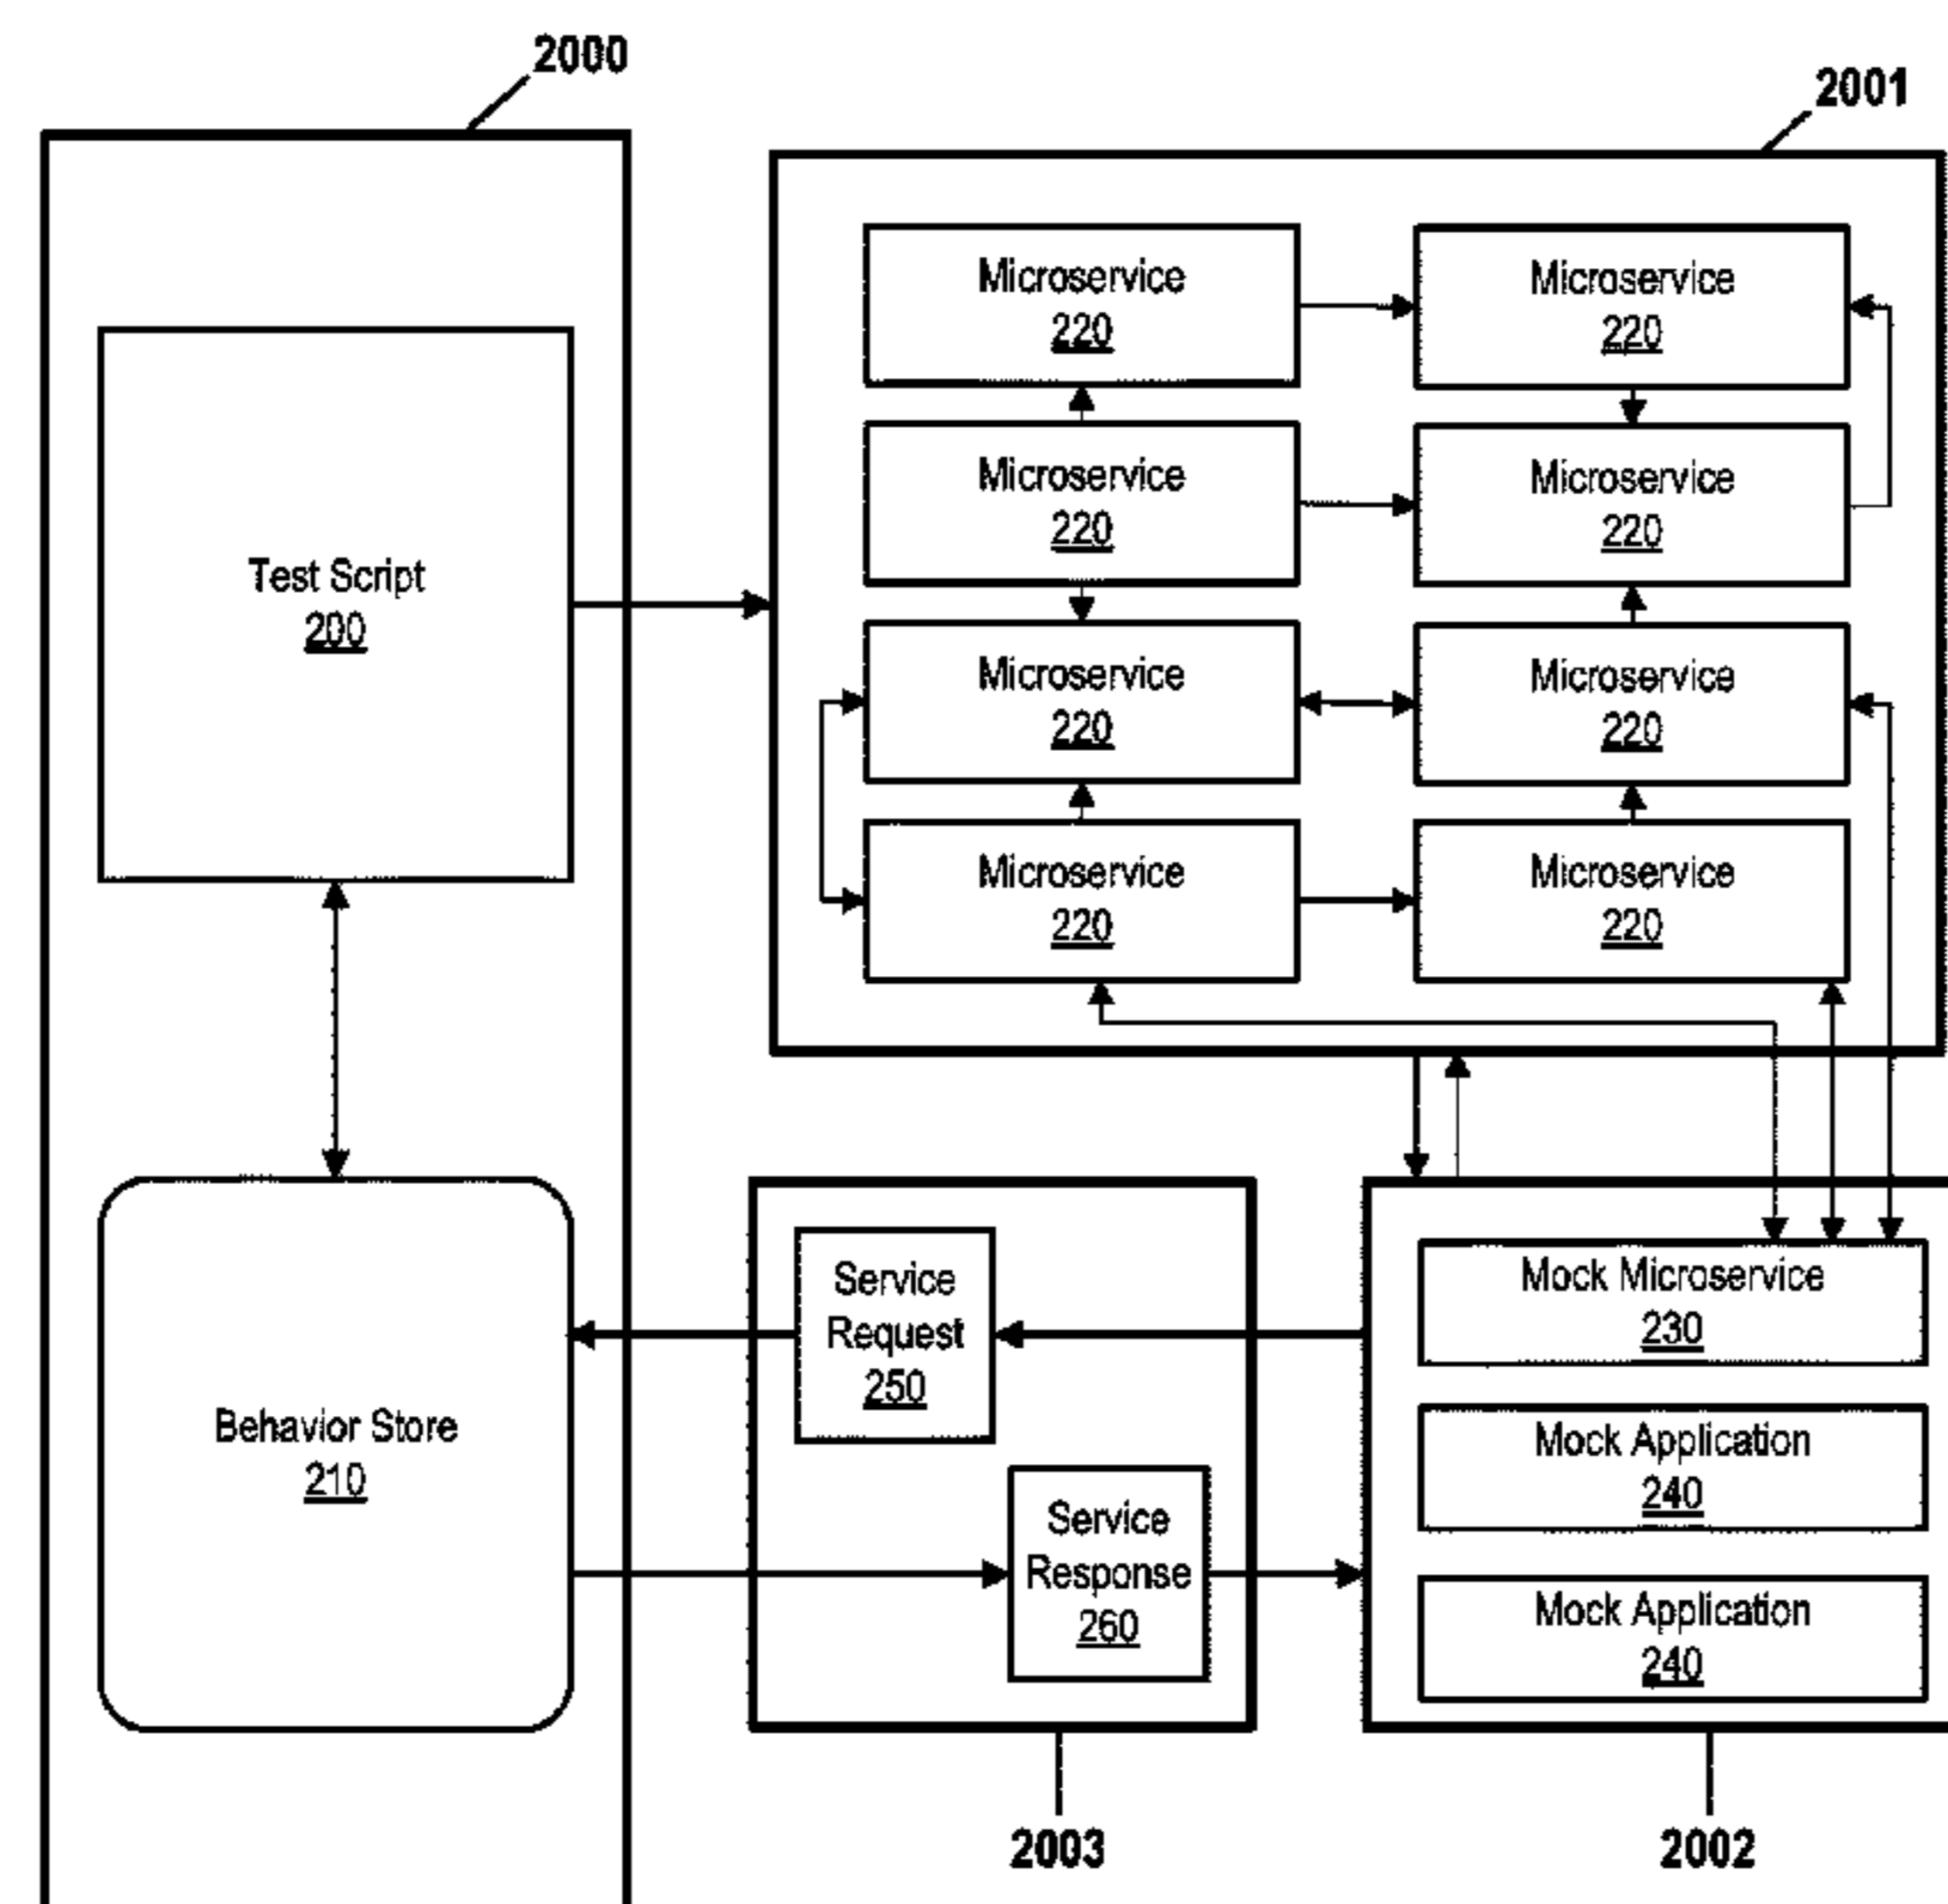 2000
2001
Microservice
220
Microservice
220
Microservice
220
Microservice
220
Test Script
200
Microservice
220
Microservice
220
Microservice
220
Microservice
220
Behavior Store
210
Service
Request
250
Service
Response
260
Mock Microservice
230
Mock Application
240
Mock Application
240
2003
2002